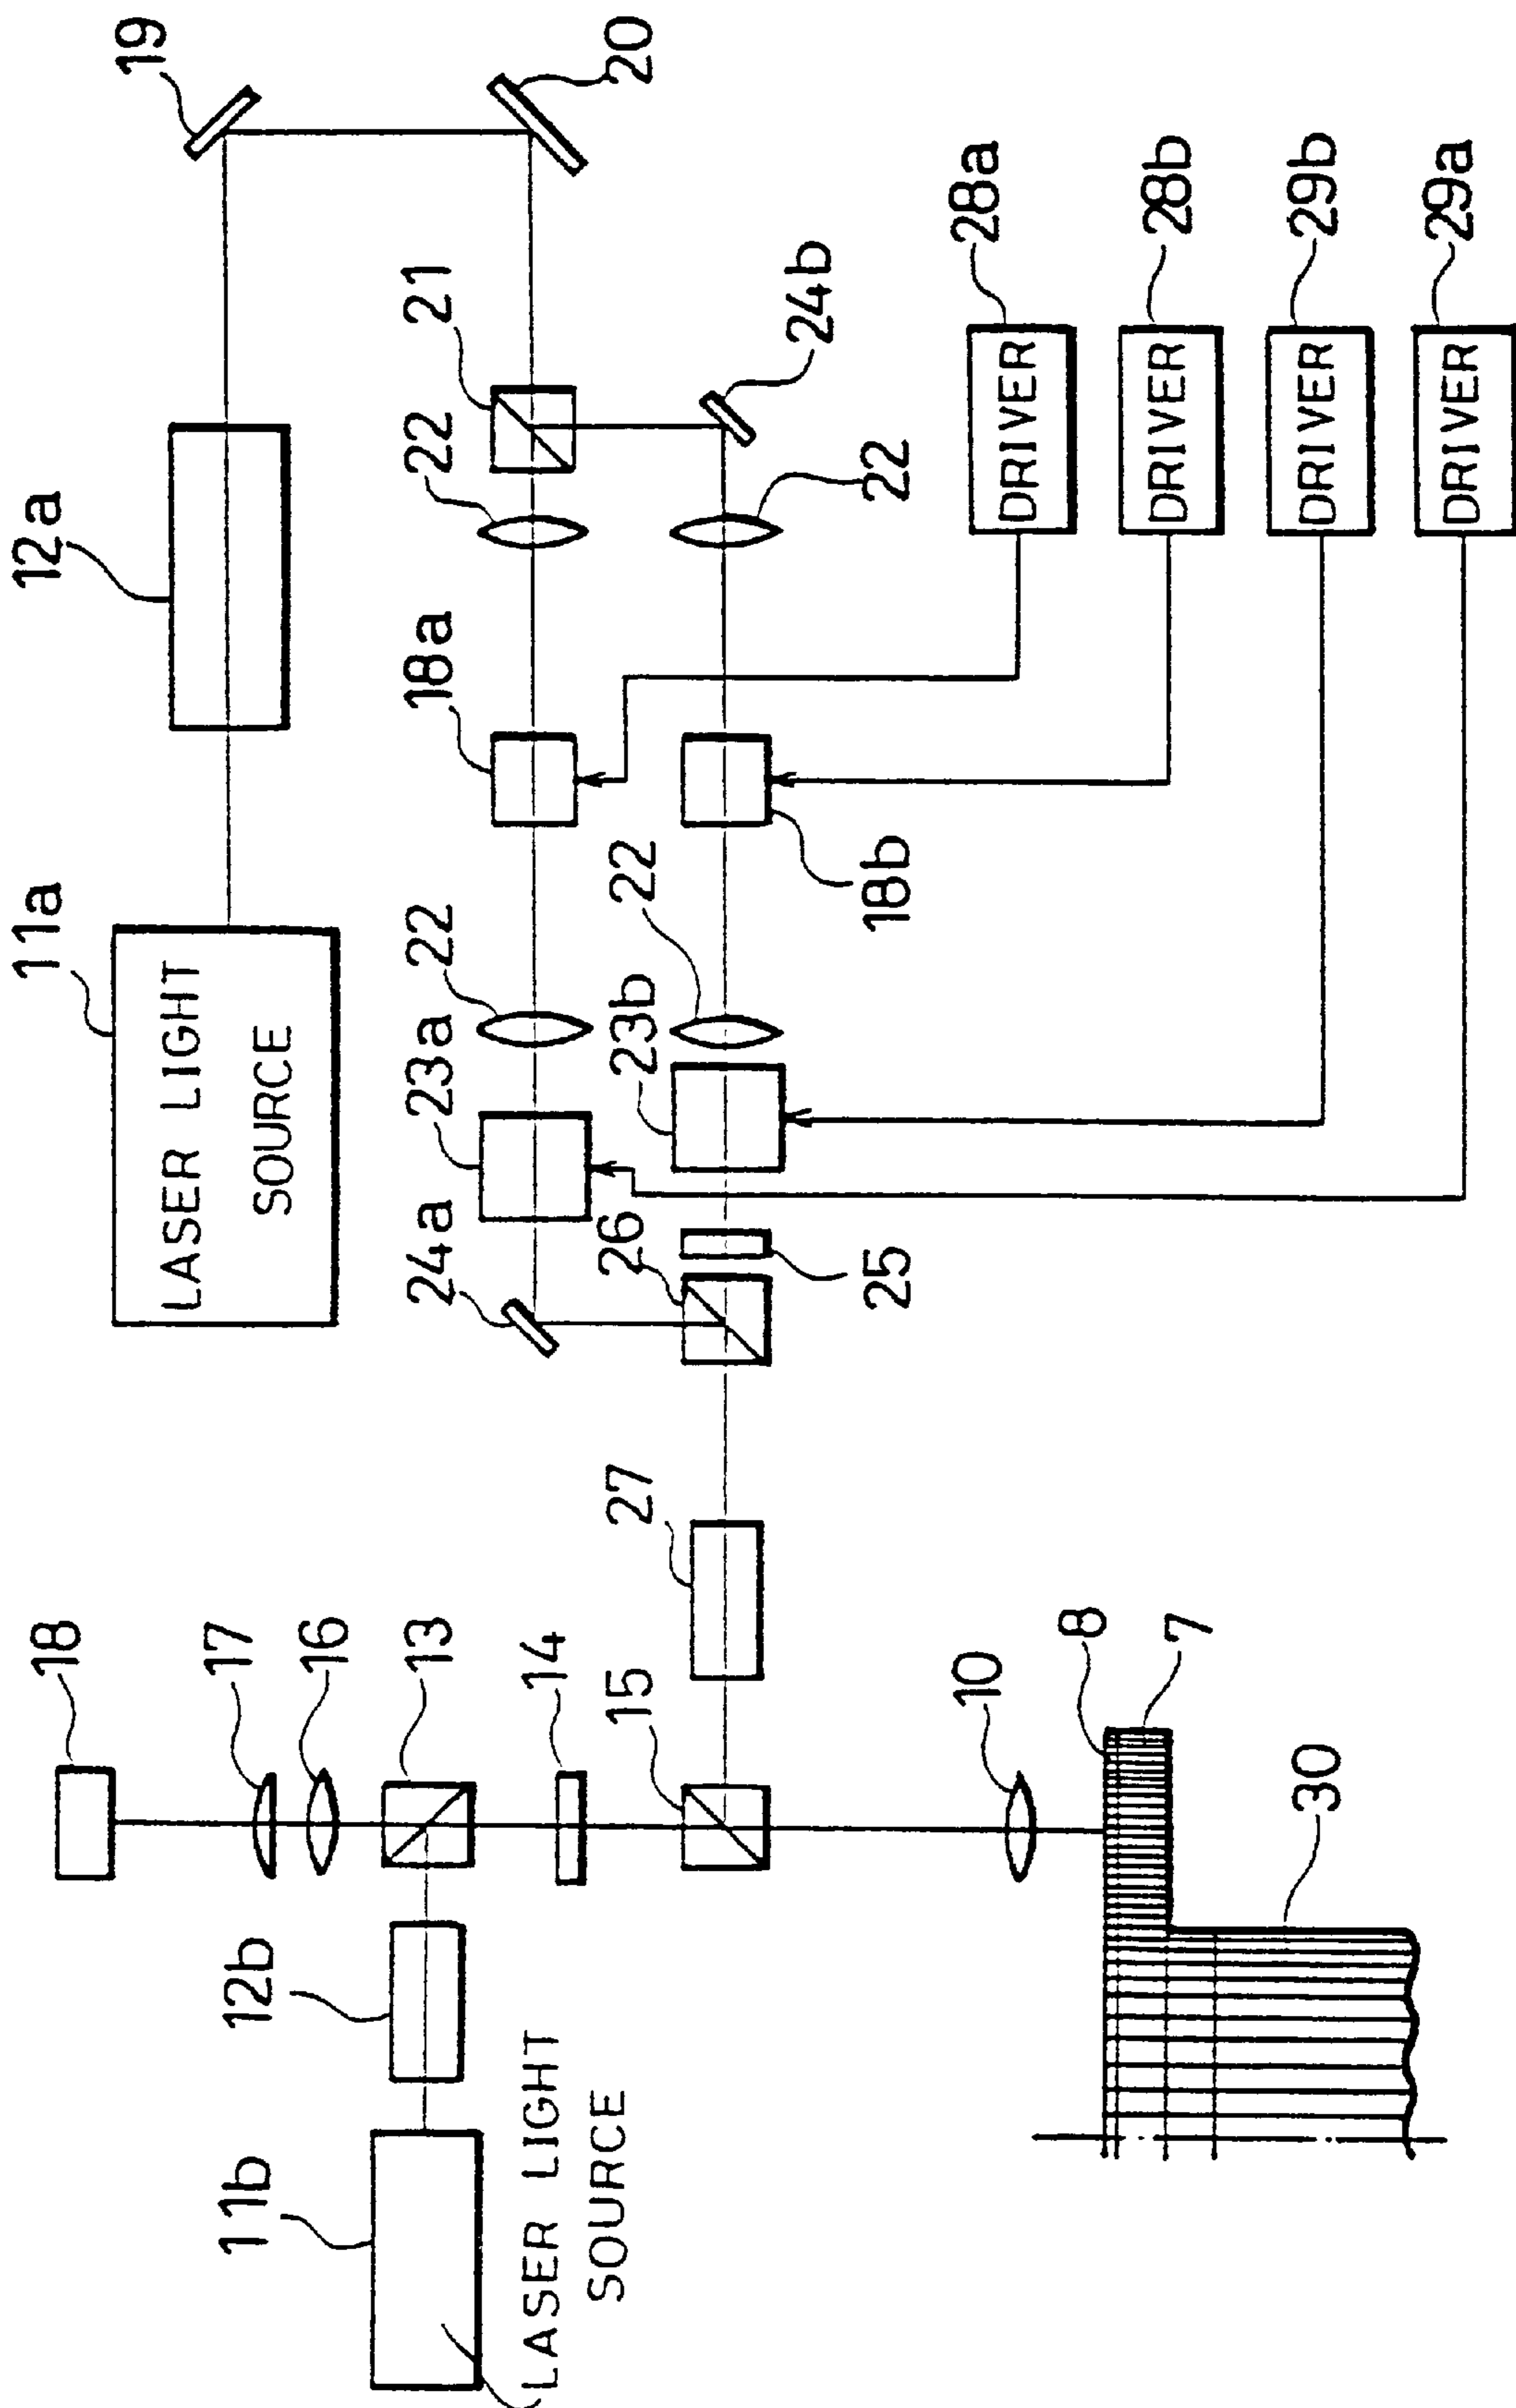 19
20
12a
21
24b
28a
28b
29b
29a
22
22
DRIVER
DRIVER
DRIVER
DRIVER
18a
11a
LASER LIGHT
SOURCE
22
22
18b
23a
23b
24a
26
25
27
18
17
16
13
14
15
10
8
7
30
12b
11b
LASER LIGHT
SOURCE